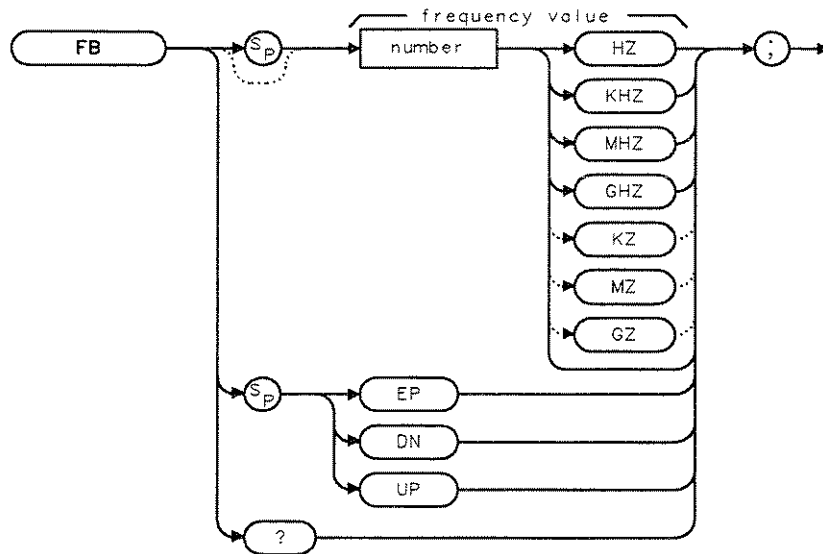 frequency value
FB
SP
number
HZ
;
KHZ
MHZ
GHZ
KZ
MZ
GZ
SP
EP
DN
UP
?